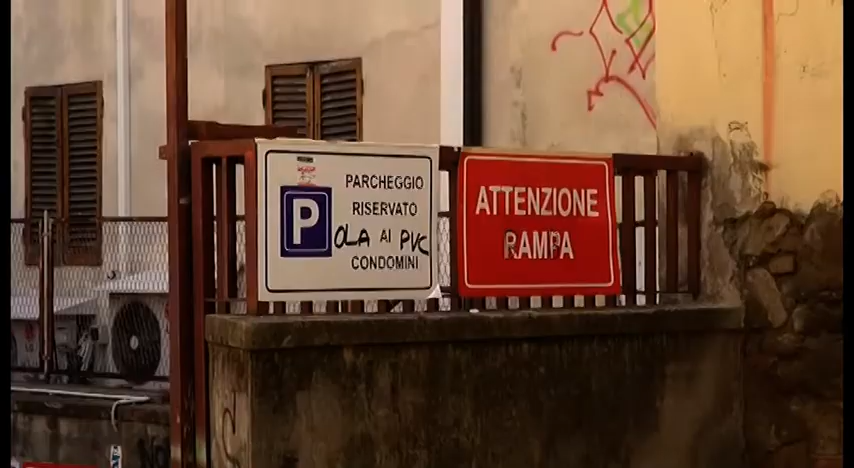 PARCHEGGIO
RISERVATO
P
OLA AI PVC
CONDOMINI
ATTENZIONE
RAMPA